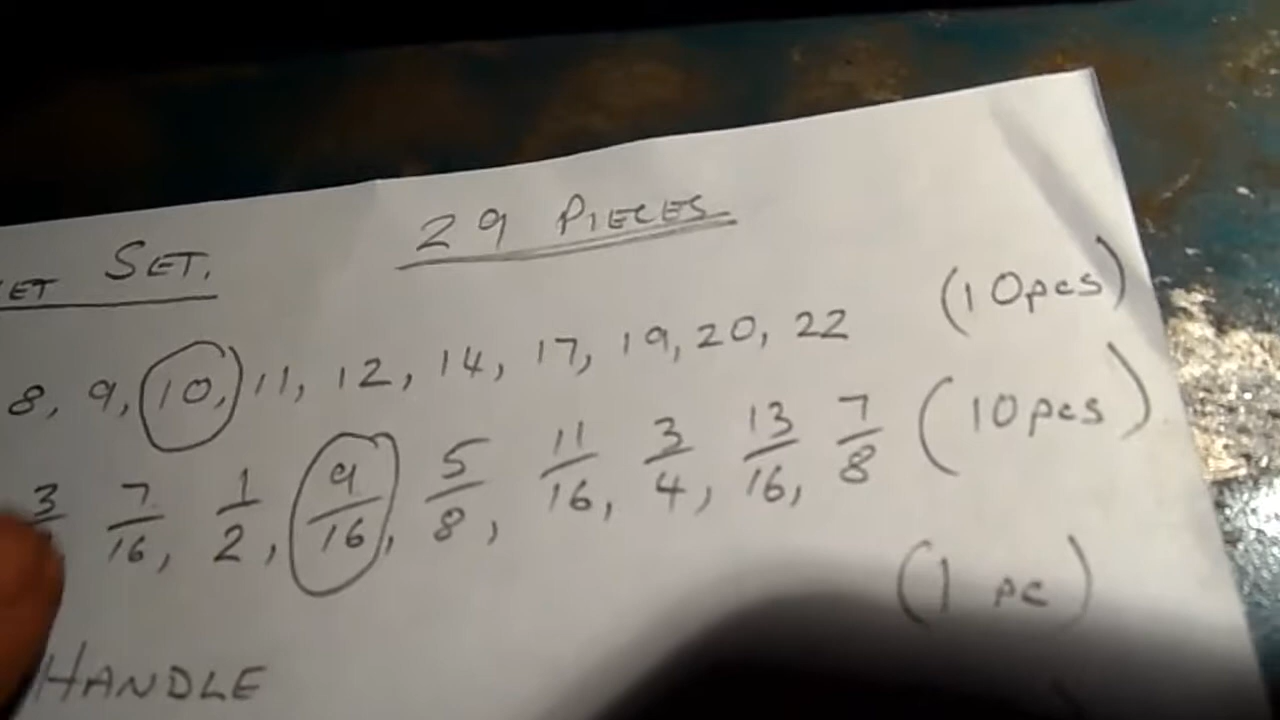 29 PIECES
SET.
8, 9, 10, 11, 12, 14, 17, 19, 20, 22 (10pcs)
7/16, 1/2, 9/16, 5/8, 11/16, 3/4, 13/16, 7/8 (10pcs)
(1 pc)
HANDLE